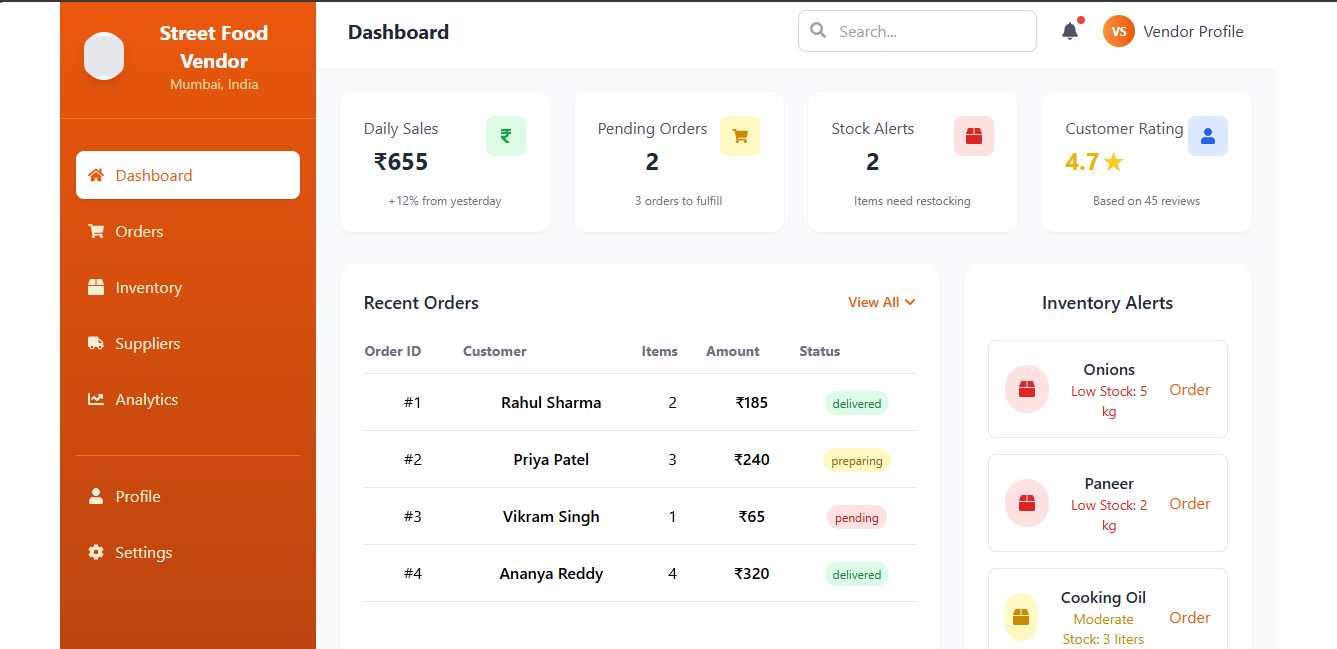 Street Food
Vendor
Mumbai, India
Dashboard
Orders
Inventory
Suppliers
Analytics
Profile
Settings
Dashboard
Search...
VS Vendor Profile
Daily Sales
₹
₹655
+12% from yesterday
Pending Orders
2
3 orders to fulfill
Stock Alerts
2
Items need restocking
Customer Rating
4.7★
Based on 45 reviews
Recent Orders
View All
Order ID Customer Items Amount Status
#1 Rahul Sharma 2 ₹185 delivered
#2 Priya Patel 3 ₹240 preparing
#3 Vikram Singh 1 ₹65 pending
#4 Ananya Reddy 4 ₹320 delivered
Inventory Alerts
Onions
Low Stock: 5
kg
Order
Paneer
Low Stock: 2
kg
Order
Cooking Oil
Moderate
Stock: 3 liters
Order